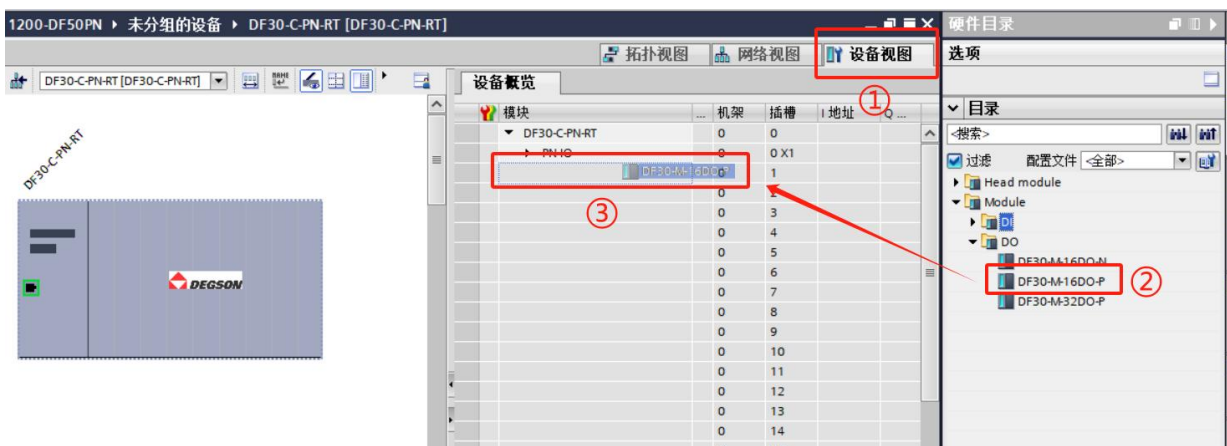 1200-DF50PN ▸ 未分组的设备 ▸ DF30-C-PN-RT [DF30-C-PN-RT]
硬件目录
拓扑视图
网络视图
设备视图
选项
DF30-C-PN-RT [DF30-C-PN-RT]
设备概览
①
目录
模块 ... 机架 插槽 I 地址 Q ...
<搜索>
DF30-C-PN-RT 0 0
过滤 配置文件 <全部>
PN-IO 0 0 X1
Head module
DF30-M-16DO-P 0 1
Module
0 2
DI
③
0 3
DO
0 4
DF30-M-16DO-N
0 5
DF30-M-16DO-P
②
0 6
DF30-M-32DO-P
0 7
0 8
0 9
0 10
0 11
0 12
0 13
0 14
DF30-C-PN-RT
DEGSON